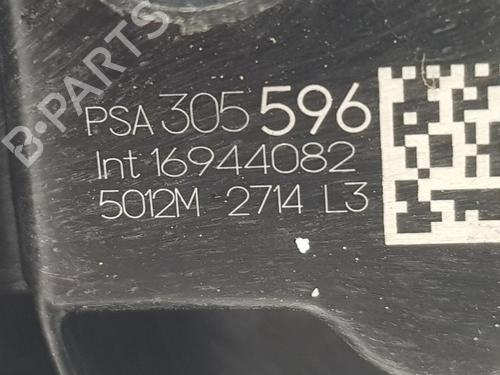 B-PARTS
PSA 305 596
Int 16944082
5012M 2714 L3